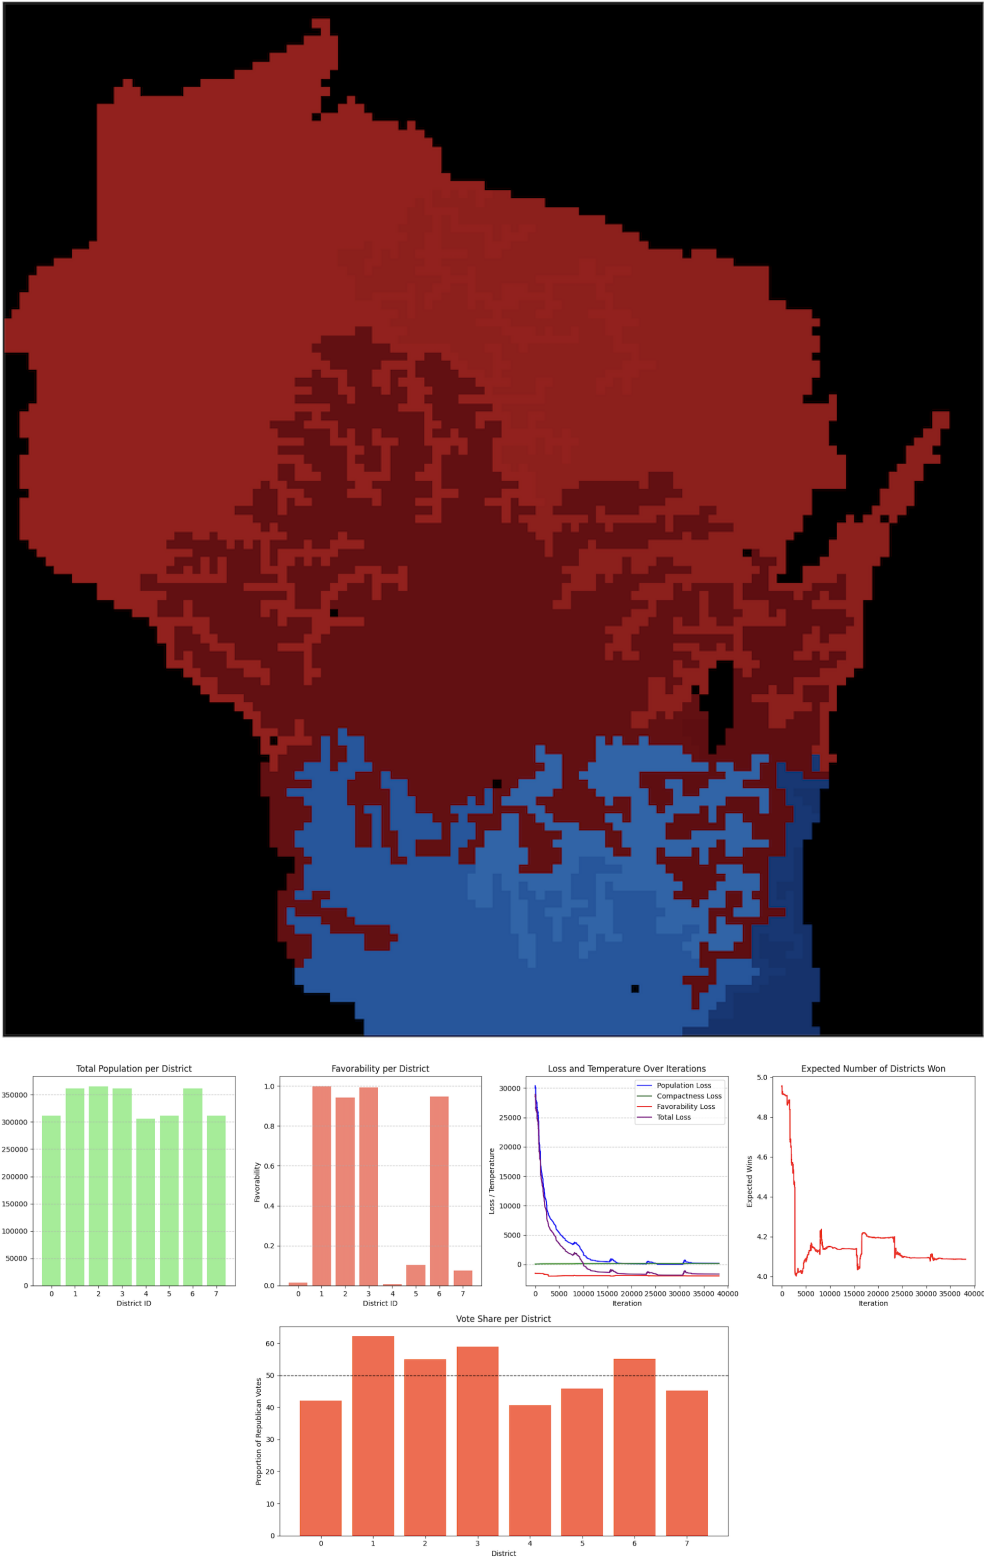 Total Population per District
350000
300000
250000
200000
150000
100000
50000
0
0 1 2 3 4 5 6 7
District ID
Favorability per District
Favorability
1.0
0.8
0.6
0.4
0.2
0.0
0 1 2 3 4 5 6 7
District ID
Loss and Temperature Over Iterations
Loss / Temperature
30000
25000
20000
15000
10000
5000
0
Population Loss
Compactness Loss
Favorability Loss
Total Loss
0 5000 10000 15000 20000 25000 30000 35000 40000
Iteration
Expected Number of Districts Won
Expected Wins
5.0
4.8
4.6
4.4
4.2
4.0
0 5000 10000 15000 20000 25000 30000 35000 4000
Iteration
Vote Share per District
Proportion of Republican Votes
60
50
40
30
20
10
0
0 1 2 3 4 5 6 7
District